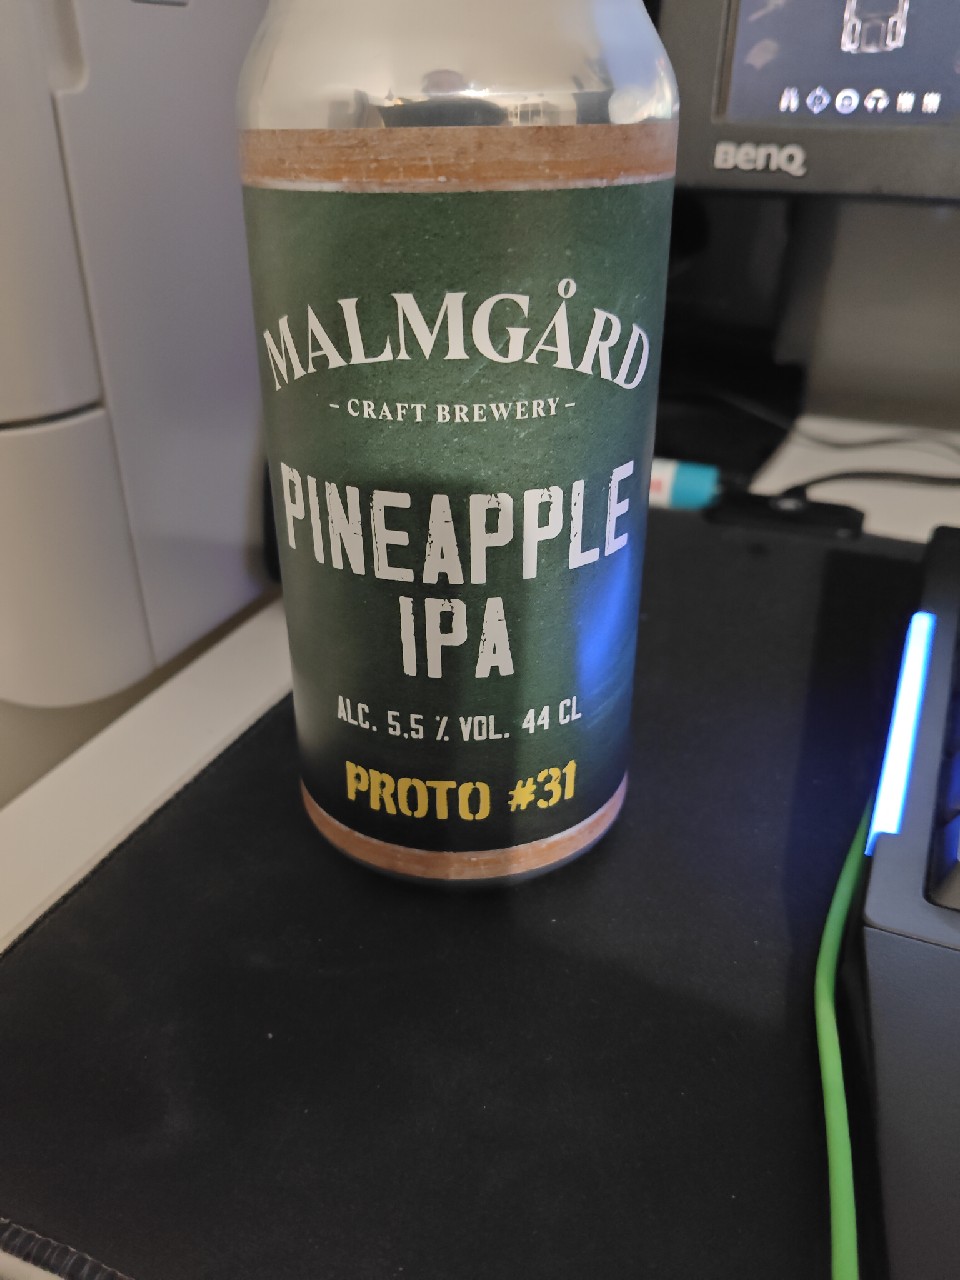 BenQ
MALMGÅRD
- CRAFT BREWERY -
PINEAPPLE
IPA
ALC. 5.5 % VOL. 44 CL
PROTO #31